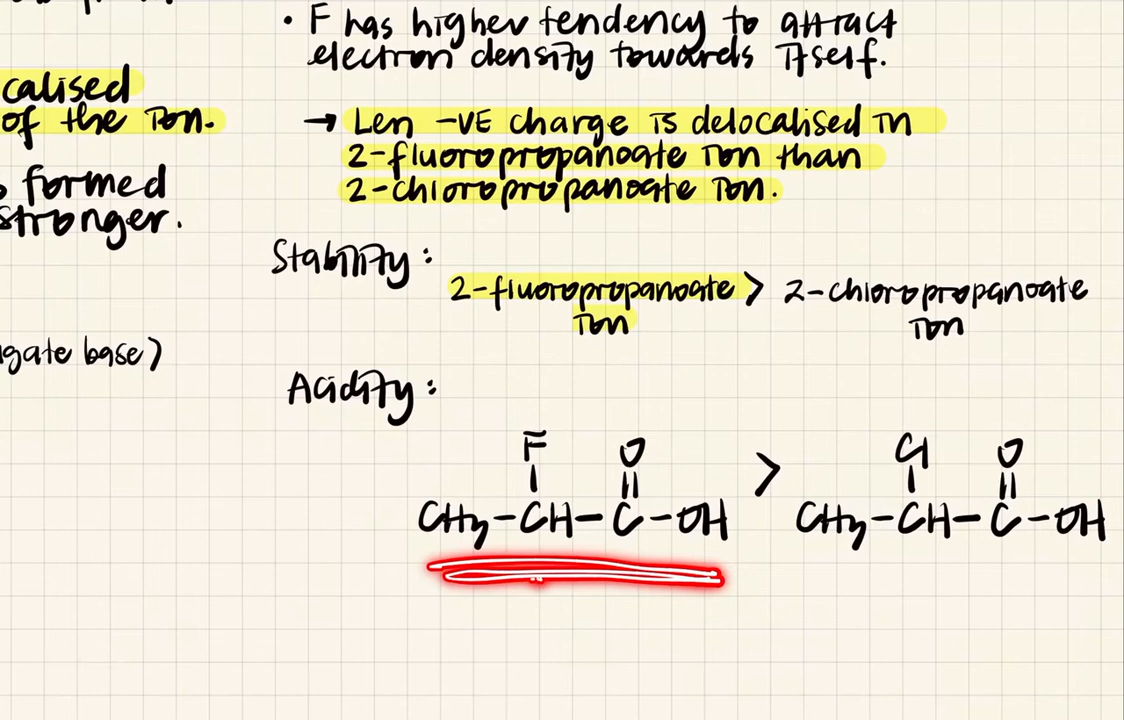 • F has higher tendency to attract
electron density towards itself.
calised
of the ion.
→ Len -VE charge is delocalised in
2-fluoropropanoate ion than
2-chloropropanoate ion.
formed
stronger.
Stability :
2-fluoropropanoate > 2-chloropropanoate
ion ion
gate base)
Acidity :
F O > Cl O
CH3-CH-C-OH CH3-CH-C-OH